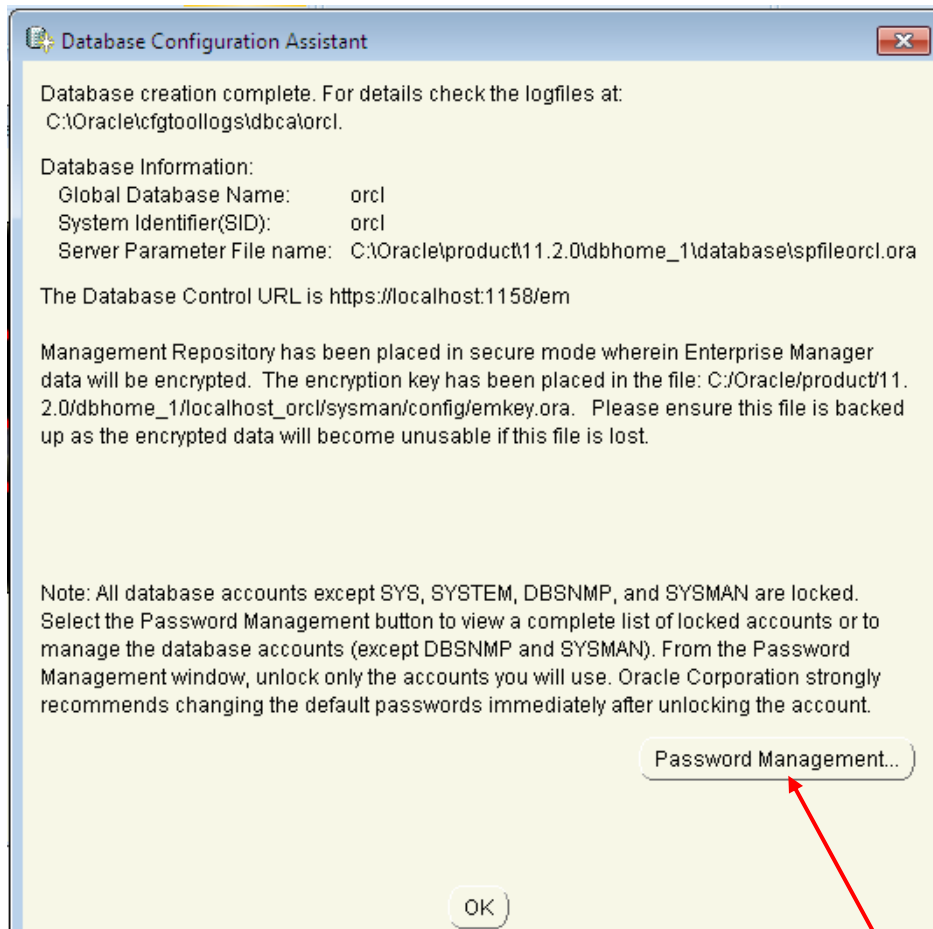 Database Configuration Assistant
Database creation complete. For details check the logfiles at:
C:\Oracle\cfgtoollogs\dbca\orcl.
Database Information:
Global Database Name: orcl
System Identifier(SID): orcl
Server Parameter File name: C:\Oracle\product\11.2.0\dbhome_1\database\spfileorcl.ora
The Database Control URL is https://localhost:1158/em
Management Repository has been placed in secure mode wherein Enterprise Manager
data will be encrypted. The encryption key has been placed in the file: C:/Oracle/product/11.
2.0/dbhome_1/localhost_orcl/sysman/config/emkey.ora. Please ensure this file is backed
up as the encrypted data will become unusable if this file is lost.
Note: All database accounts except SYS, SYSTEM, DBSNMP, and SYSMAN are locked.
Select the Password Management button to view a complete list of locked accounts or to
manage the database accounts (except DBSNMP and SYSMAN). From the Password
Management window, unlock only the accounts you will use. Oracle Corporation strongly
recommends changing the default passwords immediately after unlocking the account.
Password Management...
OK